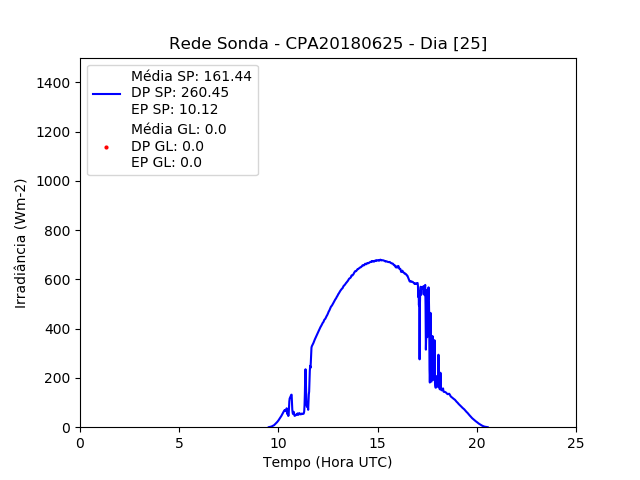 Rede Sonda - CPA20180625 - Dia [25]
Média SP: 161.44
DP SP: 260.45
EP SP: 10.12
Média GL: 0.0
DP GL: 0.0
EP GL: 0.0
1400
1200
1000
800
600
400
200
0
Irradiância (Wm-2)
0 5 10 15 20 25
Tempo (Hora UTC)